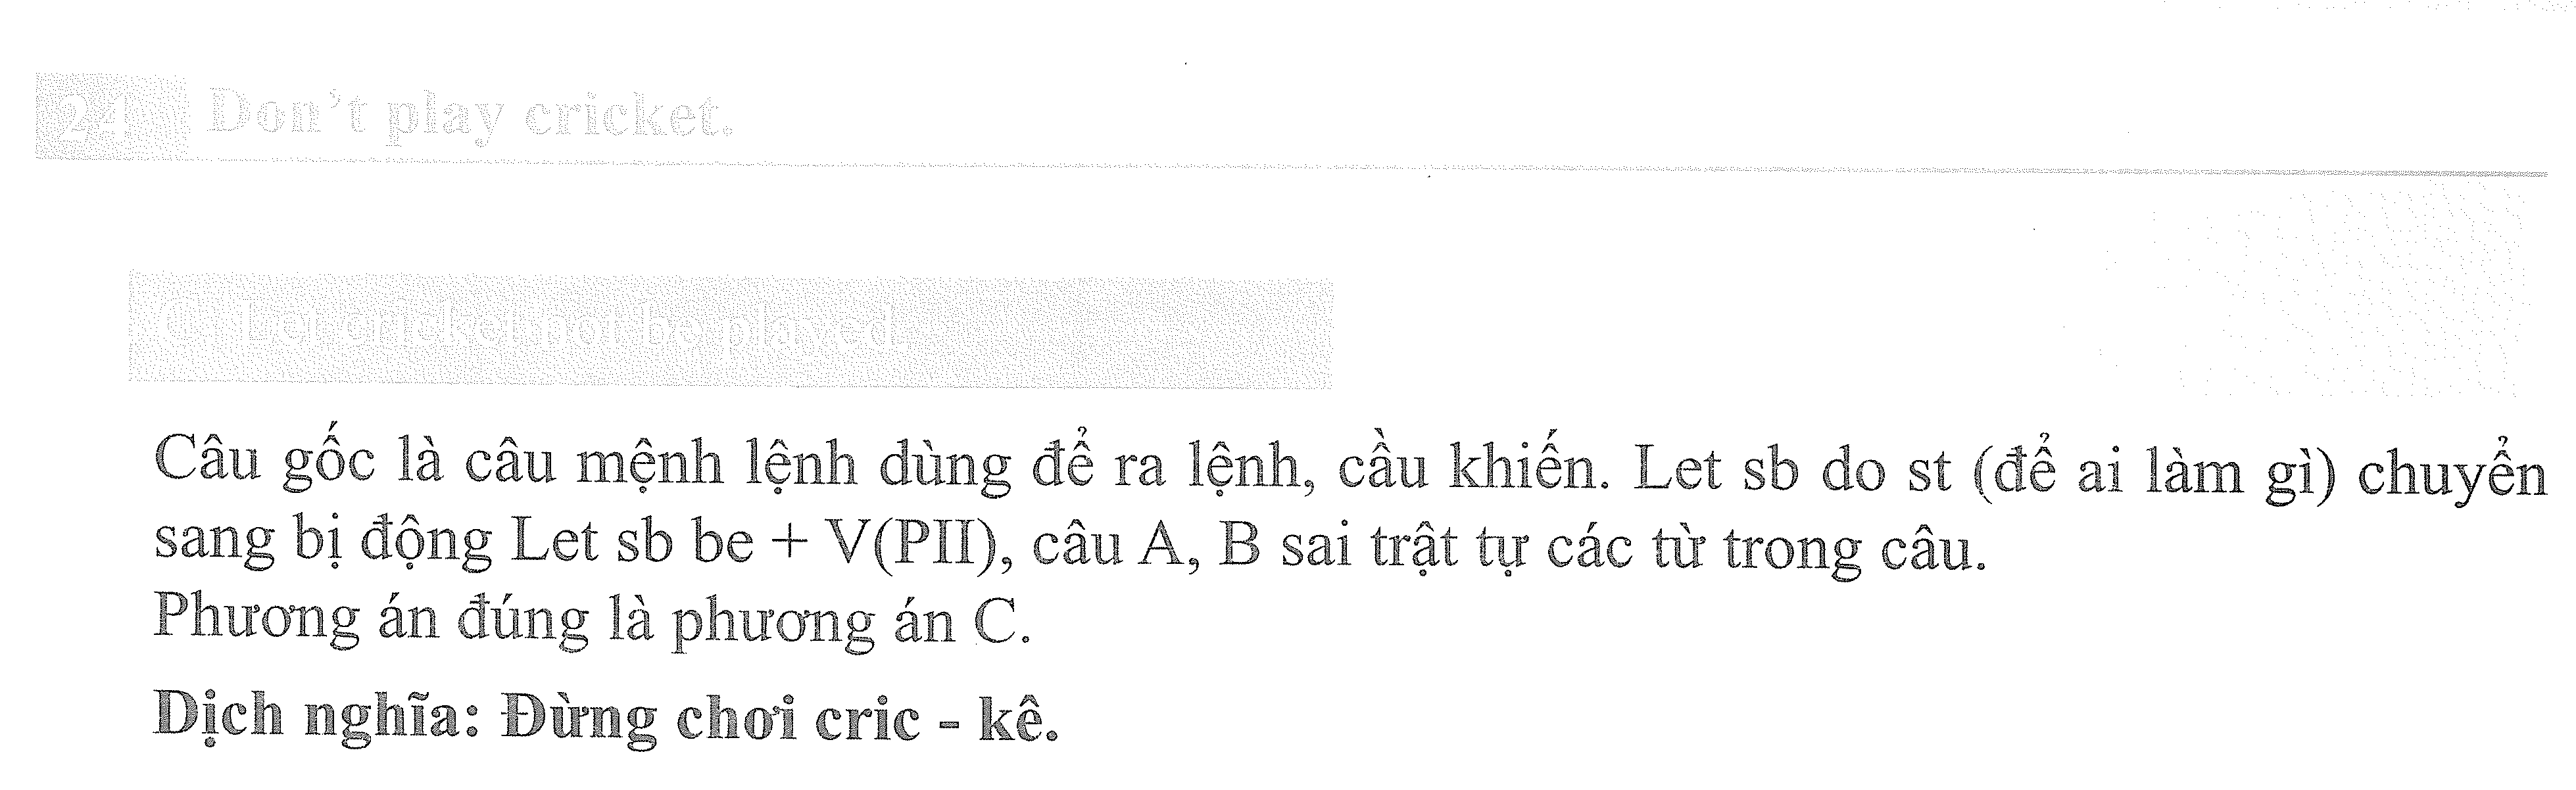 24 Don't play cricket.
C. Let cricket not be played.
Câu gốc là câu mệnh lệnh dùng để ra lệnh, cầu khiến. Let sb do st (để ai làm gì) chuyển
sang bị động Let sb be + V(PII), câu A, B sai trật tự các từ trong câu.
Phương án đúng là phương án C.
Dịch nghĩa: Đừng chơi cric - kê.